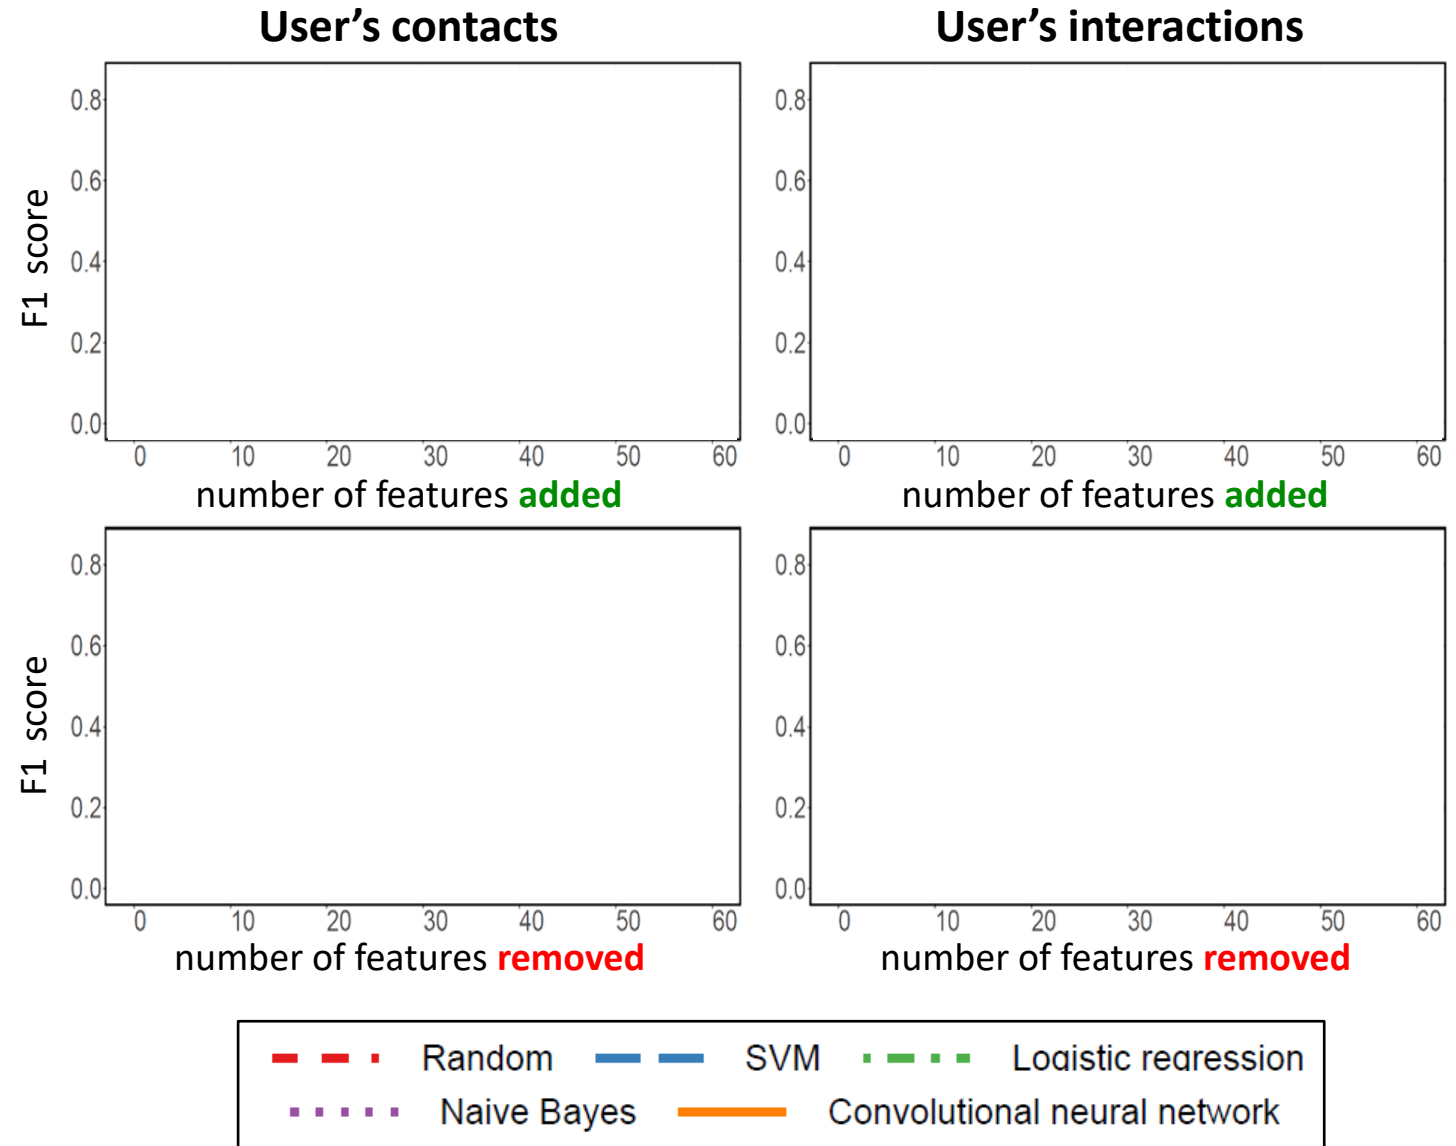 User's contacts
User's interactions
F1 score
0.8
0.6
0.4
0.2
0.0
0 10 20 30 40 50 60
number of features added
0.8
0.6
0.4
0.2
0.0
0 10 20 30 40 50 60
number of features added
F1 score
0.8
0.6
0.4
0.2
0.0
0 10 20 30 40 50 60
number of features removed
0.8
0.6
0.4
0.2
0.0
0 10 20 30 40 50 60
number of features removed
Random SVM Logistic regression
Naive Bayes Convolutional neural network